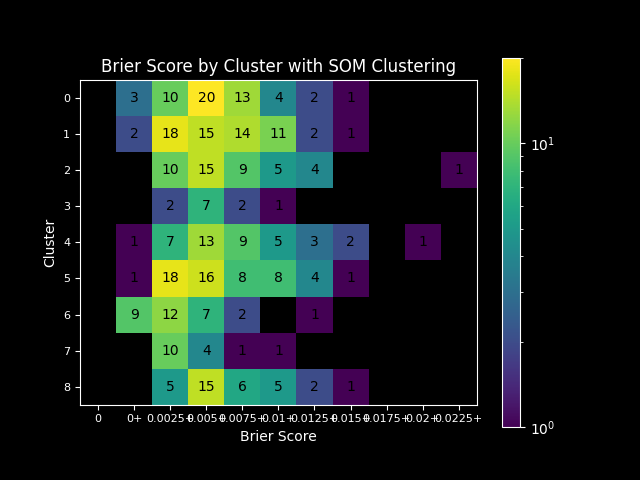 Brier Score by Cluster with SOM Clustering
0 3 10 20 13 4 2 1
1 2 18 15 14 11 2 1
2 10 15 9 5 4 1
3 2 7 2 1
4 1 7 13 9 5 3 2 1
5 1 18 16 8 8 4 1
6 9 12 7 2 1
7 10 4 1 1
8 5 15 6 5 2 1
0 0+ 0.0025+ 0.005+ 0.0075+ 0.01+ 0.0125+ 0.015+ 0.0175+ 0.02+ 0.0225+
Brier Score
Cluster
10¹
10⁰